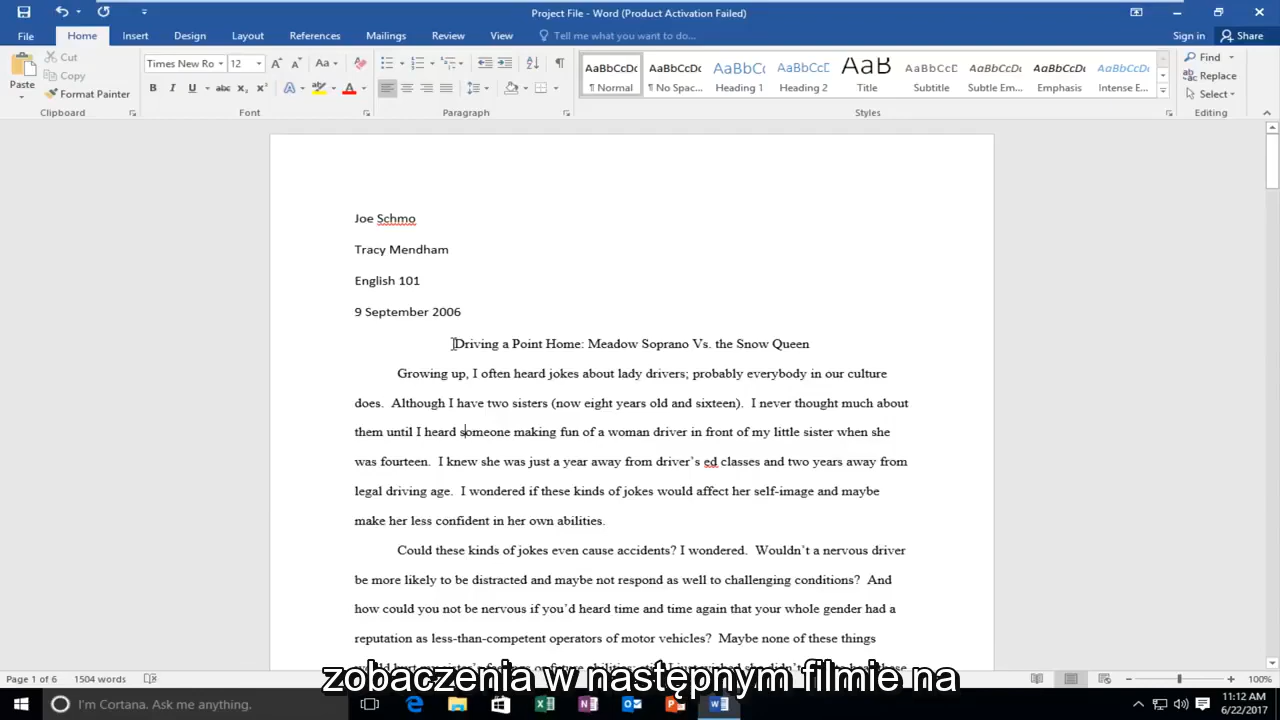 Project File - Word (Product Activation Failed)
File Home Insert Design Layout References Mailings Review View Tell me what you want to do... Sign in Share
Paste Cut Copy Format Painter
Times New Ro 12 Aa
B I U abc X₂ X² A A
AaBbCcDc AaBbCcDc AaBbCc AaBbCcE AaB AaBbCcD AaBbCcDc AaBbCcDc AaBbCcDc
¶ Normal ¶ No Spac... Heading 1 Heading 2 Title Subtitle Subtle Em... Emphasis Intense E...
Find Replace Select
Clipboard Font Paragraph Styles Editing
Joe Schmo
Tracy Mendham
English 101
9 September 2006
Driving a Point Home: Meadow Soprano Vs. the Snow Queen
Growing up, I often heard jokes about lady drivers; probably everybody in our culture
does. Although I have two sisters (now eight years old and sixteen). I never thought much about
them until I heard someone making fun of a woman driver in front of my little sister when she
was fourteen. I knew she was just a year away from driver’s ed classes and two years away from
legal driving age. I wondered if these kinds of jokes would affect her self-image and maybe
make her less confident in her own abilities.
Could these kinds of jokes even cause accidents? I wondered. Wouldn’t a nervous driver
be more likely to be distracted and maybe not respond as well to challenging conditions? And
how could you not be nervous if you’d heard time and time again that your whole gender had a
reputation as less-than-competent operators of motor vehicles? Maybe none of these things
zobaczenia w następnym filmie na
Page 1 of 6 1504 words 100%
I'm Cortana. Ask me anything. 11:12 AM
6/22/2017